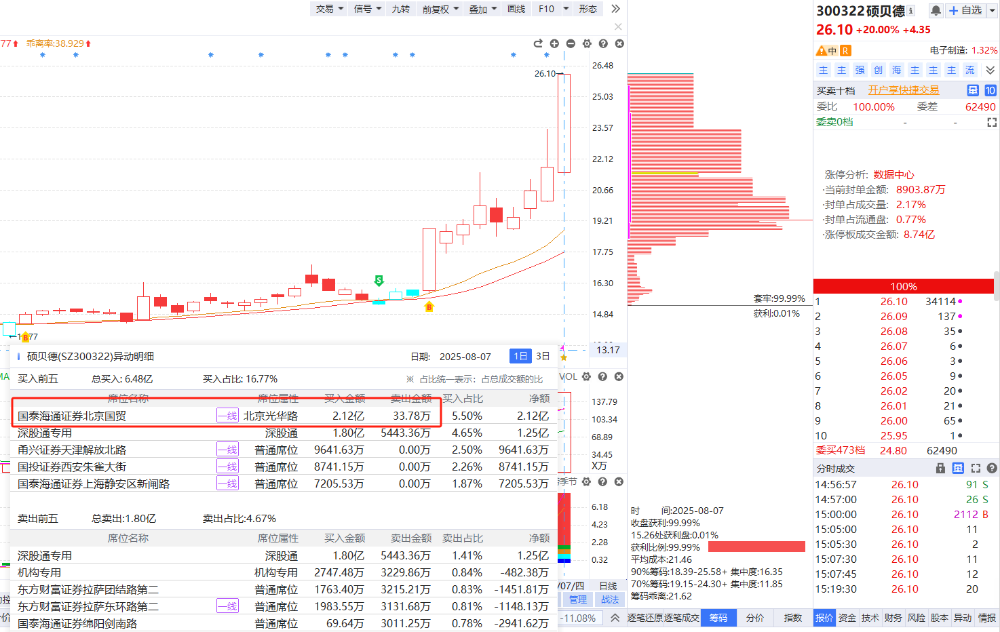 交易 信号 九转 前复权 叠加 画线 F10 形态
77 乖离率:38.929
26.10
26.48
25.03
23.57
22.12
20.66
19.21
17.75
16.30
14.84
13.17
S
B
B
硕贝德(SZ300322)异动明细 日期: 2025-08-07 1日 3日
买入前五 总买入: 6.48亿 买入占比: 16.77% ※ 占比统一表示：占总成交额的比
席位名称 席位属性 买入金额 卖出金额 买入占比 净额
国泰海通证券北京国贸 一线 北京光华路 2.12亿 33.78万 5.50% 2.12亿
深股通专用 深股通 1.80亿 5443.36万 4.65% 1.25亿
甬兴证券天津解放北路 一线 普通席位 9641.63万 0.00万 2.50% 9641.63万
国投证券西安朱雀大街 一线 普通席位 8741.15万 0.00万 2.26% 8741.15万
国泰海通证券上海静安区新闸路 一线 普通席位 7205.53万 0.00万 1.87% 7205.53万
卖出前五 总卖出:1.80亿 卖出占比:4.67%
席位名称 席位属性 买入金额 卖出金额 卖出占比 净额
深股通专用 深股通 1.80亿 5443.36万 1.41% 1.25亿
机构专用 机构专用 2747.48万 3229.86万 0.84% -482.38万
东方财富证券拉萨团结路第二 普通席位 1763.40万 3215.21万 0.83% -1451.81万
东方财富证券拉萨东环路第二 一线 普通席位 1983.55万 3131.68万 0.81% -1148.13万
东方财富证券绵阳剑南路 普通席位 69.64万 3011.25万 0.78% -2941.62万
VOL
137.79
103.34
68.89
34.45
X万
季节
6.18
4.23
2.28
0.32
/07/四 日线
管理 战法
-11.08%
套牢:99.99%
获利:0.01%
时 间:2025-08-07
收盘获利:99.99%
15.26处获利盘:0.01%
获利比例:99.99%
平均成本:21.46
90%筹码:18.39-25.58+ 集中度:16.35
70%筹码:19.15-24.30+ 集中度:11.85
筹码乖离:21.62
逐笔还原 逐笔成交 筹码 分价 指数
300322 硕贝德 自选
26.10 +20.00% +4.35
中 R 电子制造: 1.32%
主 主 强 创 海 主 主 主 流
买卖十档 开户享快捷交易 量 10
委比 100.00% 委差 62490
委卖0档 - -
涨停分析: 数据中心
·当前封单金额: 8903.87万
·封单占成交量: 2.17%
·封单占流通盘: 0.77%
·涨停板成交金额: 8.74亿
100%
1 26.10 34114
2 26.09 137
3 26.08 35
4 26.07 6
5 26.06 3
6 26.05 9
7 26.02 20
8 26.01 21
9 26.00 65
10 25.95 1
委买473档 24.80 62490
分时成交 量
14:56:57 26.10 91 S
14:57:00 26.10 26 S
15:00:00 26.10 2112 B
15:05:00 26.10 11
15:05:30 26.10 2
15:07:30 26.10 11
15:07:45 26.10 12
15:19:30 26.10 20
报价 资金 技术 财务 风险 股本 异动 情报